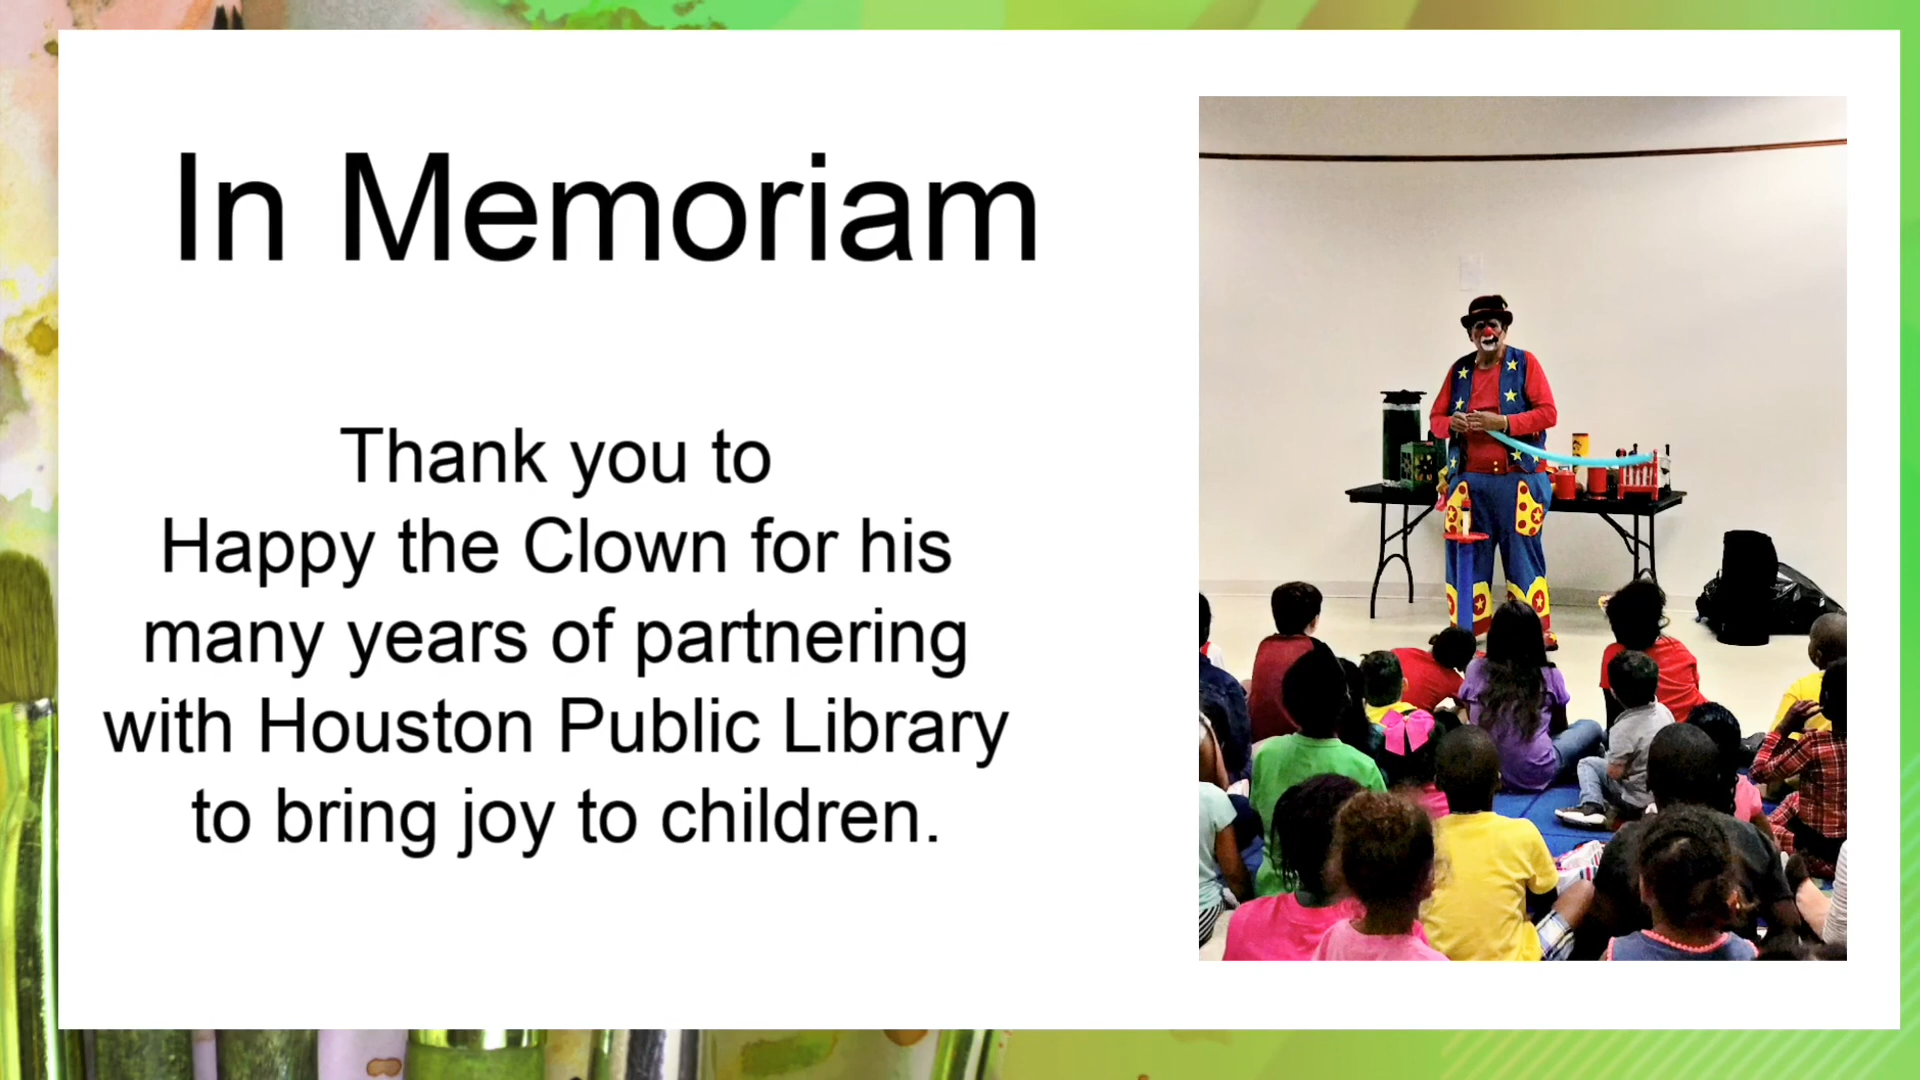 In Memoriam
Thank you to
Happy the Clown for his
many years of partnering
with Houston Public Library
to bring joy to children.